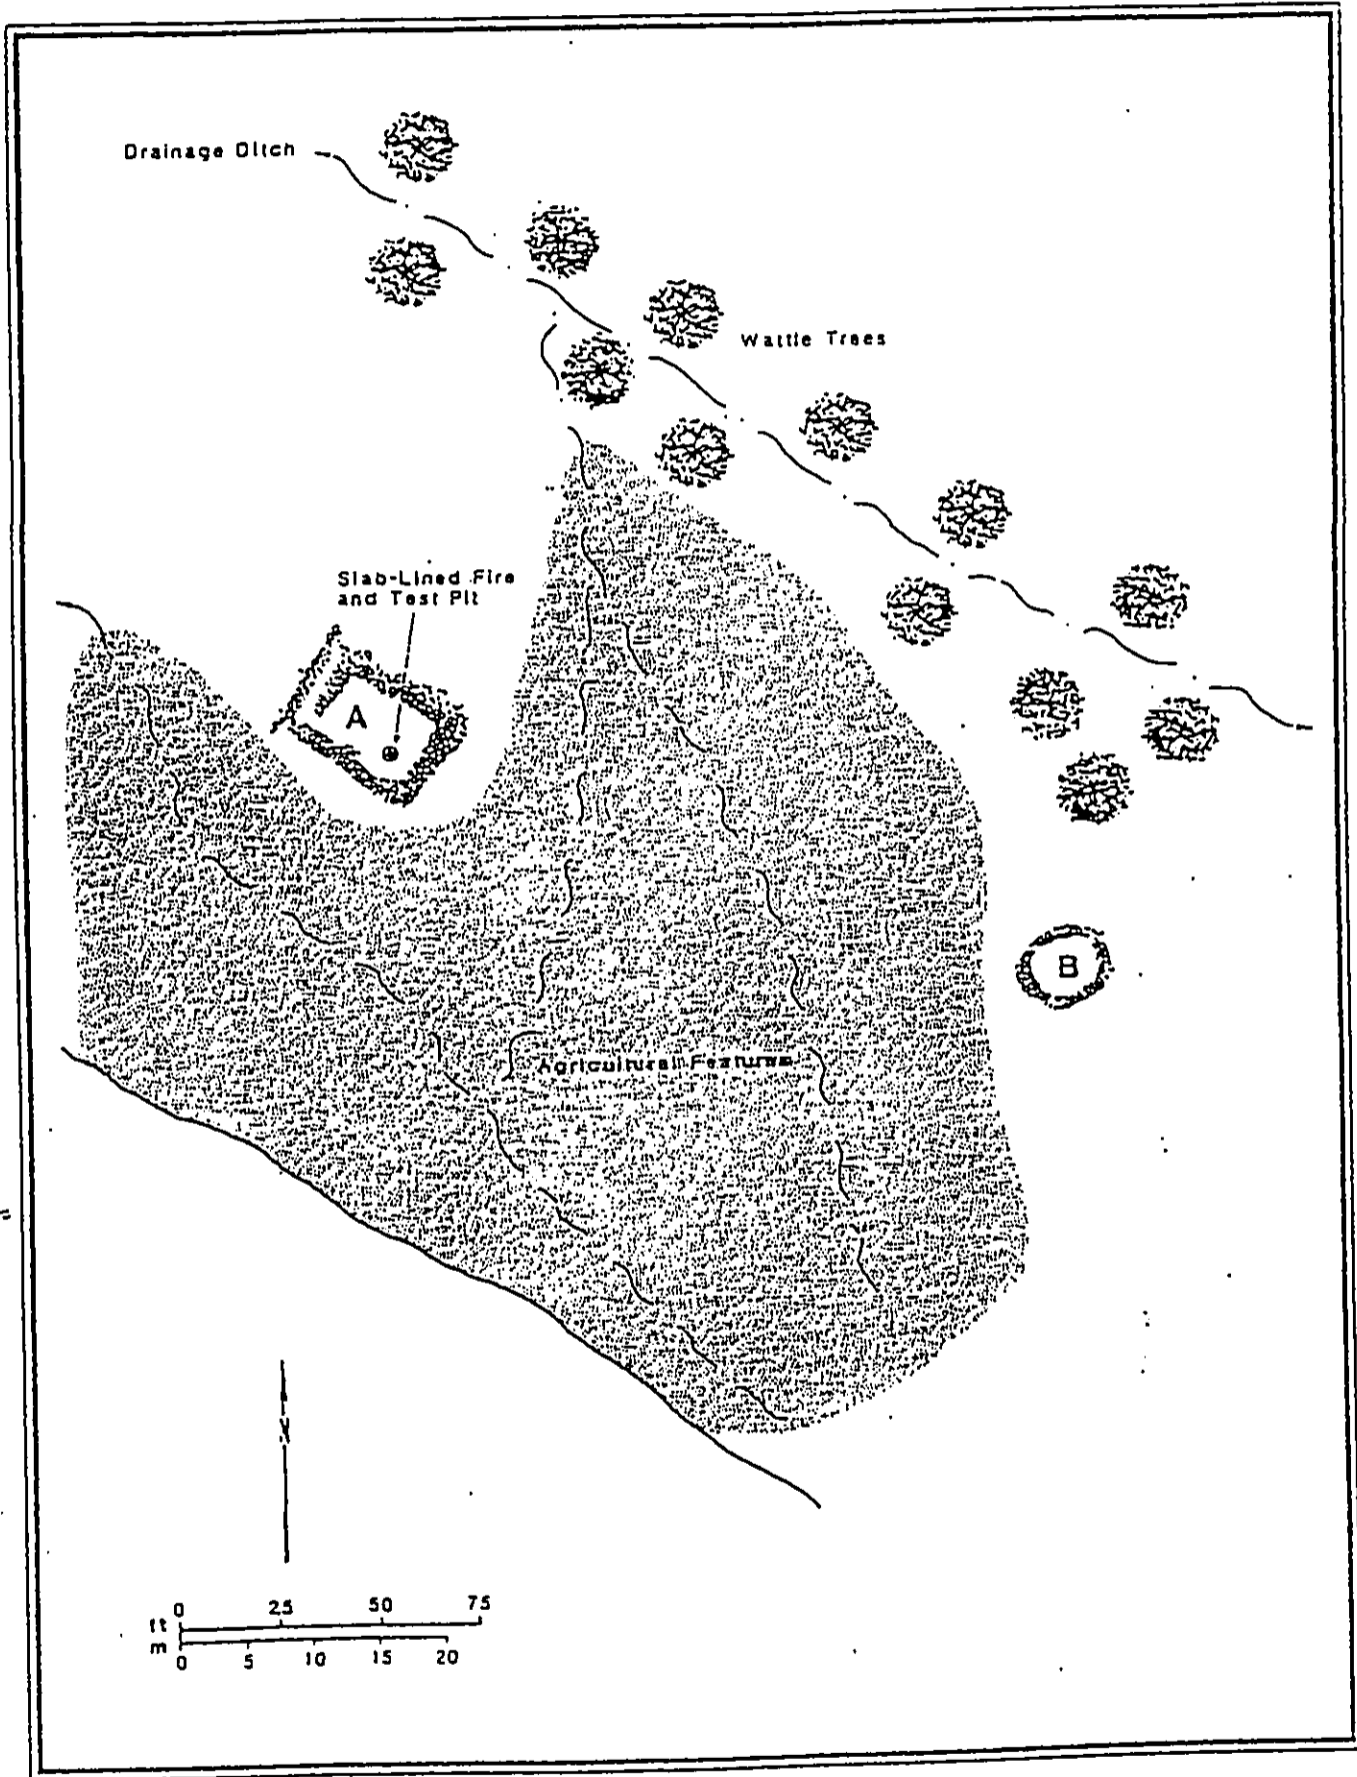 Drainage Ditch
Wattle Trees
Slab-Lined Fire
and Test Pit
A
B
Agricultural Features
N
0 25 50 75
ft
m
0 5 10 15 20